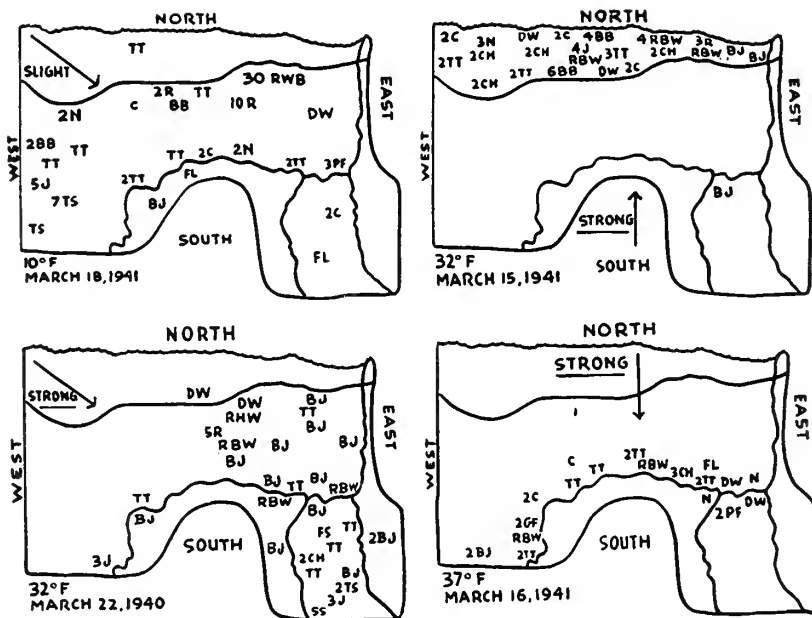 NORTH
TT
SLIGHT
30 RWB
2R TT
C BB 10R
2N
DW
EAST
WEST
2BB
TT TT
TT 2C 2N
2TT 3PF
5J
2TT
FL
7TS
BJ
2C
TS
SOUTH
FL
10°F
MARCH 18, 1941
NORTH
2C 3N DW 2C 4BB 4 RBW 3R
2TT 2CH 2CH 4J 3TT 2CH RBW BJ
RBW
BJ
2CH 2TT 6BB DW 2C
EAST
WEST
BJ
STRONG
SOUTH
32°F
MARCH 15, 1941
NORTH
STRONG
DW
DW BJ
RHW TT
5R BJ
RBW BJ BJ
BJ
EAST
WEST
BJ TT BJ
RBW RBW
TT
BJ
BJ
FS TT
TT
BJ
2BJ
2CH
TT BJ
3J
SOUTH
2TS
3J
SS
32°F
MARCH 22, 1940
NORTH
STRONG
EAST
WEST
C TT 2TT
RBW 3CH FL
TT 2TT DW N
2C
N DW
2PF
2GF
RBW
2TT
2BJ
SOUTH
37°F
MARCH 16, 1941